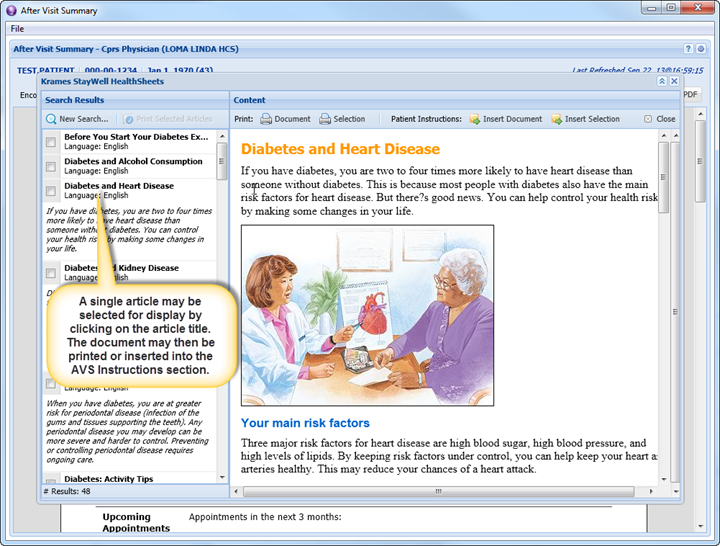 After Visit Summary
File
After Visit Summary - Cprs Physician (LOMA LINDA HCS)
TEST,PATIENT 000-00-1234 Jan 1, 1970 (43) Last Refreshed Sep 22, 13@16:59:15
Enco
PDF
Krames StayWell HealthSheets
Search Results
New Search...
Print Selected Articles
Before You Start Your Diabetes Ex...
Language: English
Diabetes and Alcohol Consumption
Language: English
Diabetes and Heart Disease
Language: English
If you have diabetes, you are two to four times
more likely to have heart disease than
someone without diabetes. You can control
your health risk by making some changes in
your life.
Diabetes and Kidney Disease
Language: English
A single article may be
selected for display by
clicking on the article title.
The document may then be
printed or inserted into the
AVS Instructions section.
Language: English
When you have diabetes, you are at greater
risk for periodontal disease (infection of the
gums and tissues supporting the teeth). Any
periodontal disease you may develop can be
more severe and harder to control. Preventing
or controlling periodontal disease requires
ongoing care.
Diabetes: Activity Tips
# Results: 48
Content
Print: Document Selection Patient Instructions: Insert Document Insert Selection Close
Diabetes and Heart Disease
If you have diabetes, you are two to four times more likely to have heart disease than
someone without diabetes. This is because most people with diabetes also have the main
risk factors for heart disease. But there?s good news. You can help control your health risk
by making some changes in your life.
Your main risk factors
Three major risk factors for heart disease are high blood sugar, high blood pressure, and
high levels of lipids. By keeping risk factors under control, you can help keep your heart a
arteries healthy. This may reduce your chances of a heart attack.
Upcoming
Appointments
Appointments in the next 3 months: